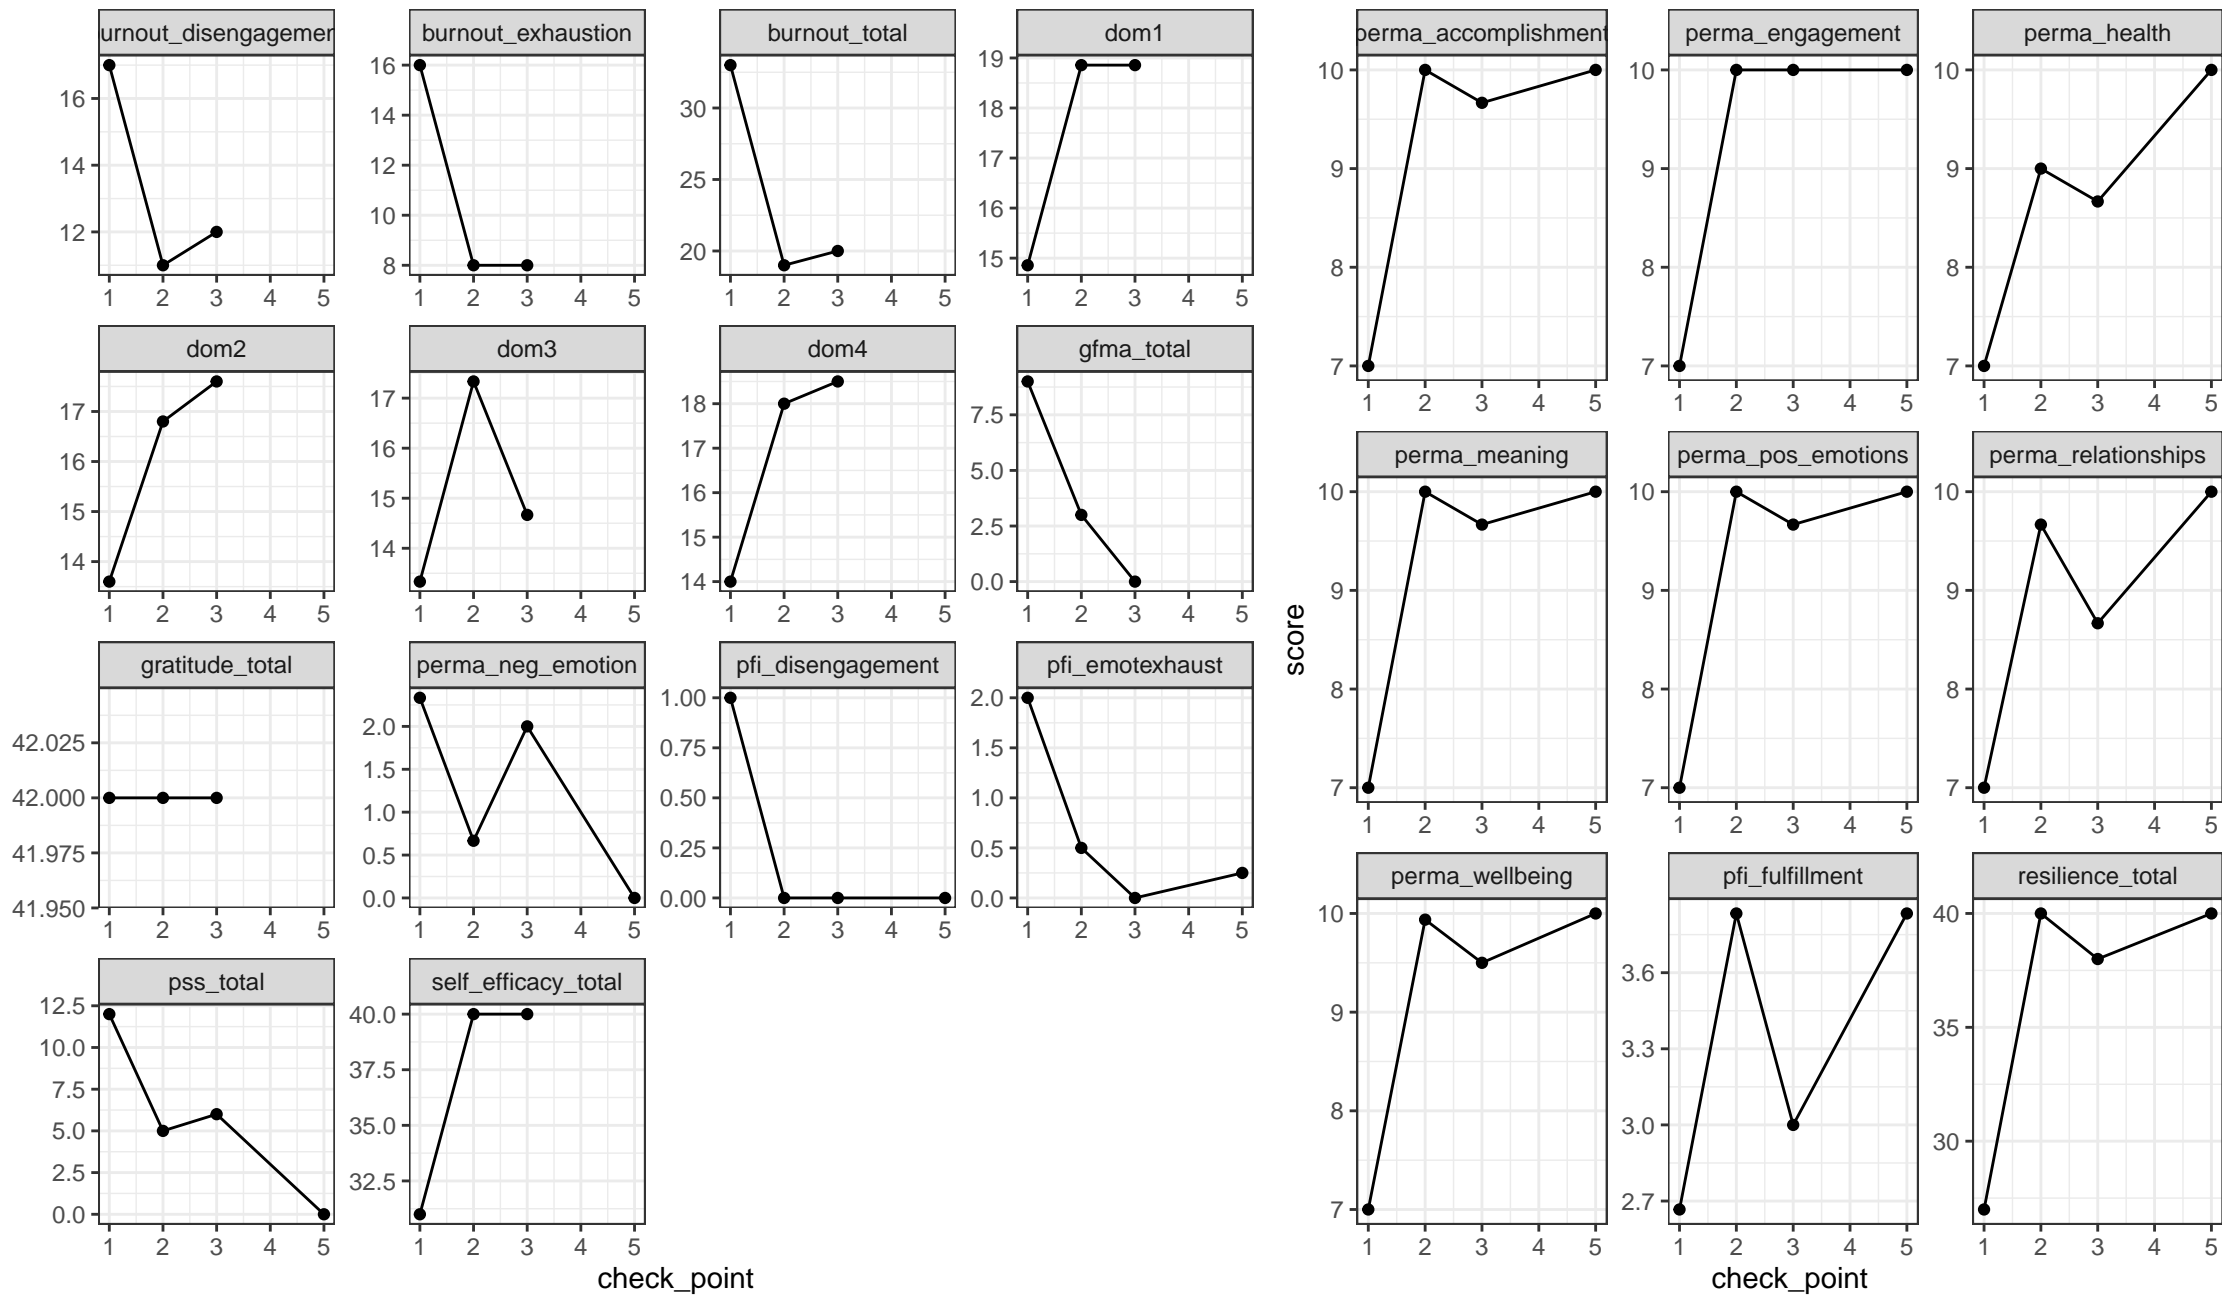 urnout_disengagemen
burnout_exhaustion
burnout_total
dom1
16
14
12
16
14
12
10
8
30
25
20
19
18
17
16
15
1 2 3 4 5
1 2 3 4 5
1 2 3 4 5
1 2 3 4 5
dom2
dom3
dom4
gfma_total
17
16
15
14
17
16
15
14
18
17
16
15
14
7.5
5.0
2.5
0.0
1 2 3 4 5
1 2 3 4 5
1 2 3 4 5
1 2 3 4 5
gratitude_total
perma_neg_emotion
pfi_disengagement
pfi_emotexhaust
42.025
42.000
41.975
41.950
2.0
1.5
1.0
0.5
0.0
1.00
0.75
0.50
0.25
0.00
2.0
1.5
1.0
0.5
0.0
1 2 3 4 5
1 2 3 4 5
1 2 3 4 5
1 2 3 4 5
pss_total
self_efficacy_total
12.5
10.0
7.5
5.0
2.5
0.0
40.0
37.5
35.0
32.5
1 2 3 4 5
1 2 3 4 5
check_point
score
perma_accomplishment
perma_engagement
perma_health
10
9
8
7
10
9
8
7
10
9
8
7
1 2 3 4 5
1 2 3 4 5
1 2 3 4 5
perma_meaning
perma_pos_emotions
perma_relationships
10
9
8
7
10
9
8
7
10
9
8
7
1 2 3 4 5
1 2 3 4 5
1 2 3 4 5
perma_wellbeing
pfi_fulfillment
resilience_total
10
9
8
7
3.6
3.3
3.0
2.7
40
35
30
1 2 3 4 5
1 2 3 4 5
1 2 3 4 5
check_point